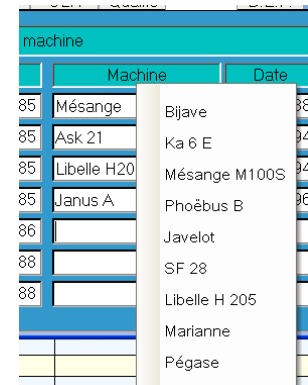 machine
Machine Date
85 Mésange
85 Ask 21
85 Libelle H20
85 Janus A
86
88
88
Bijave
Ka 6 E
Mésange M100S
Phoëbus B
Javelot
SF 28
Libelle H 205
Marianne
Pégase